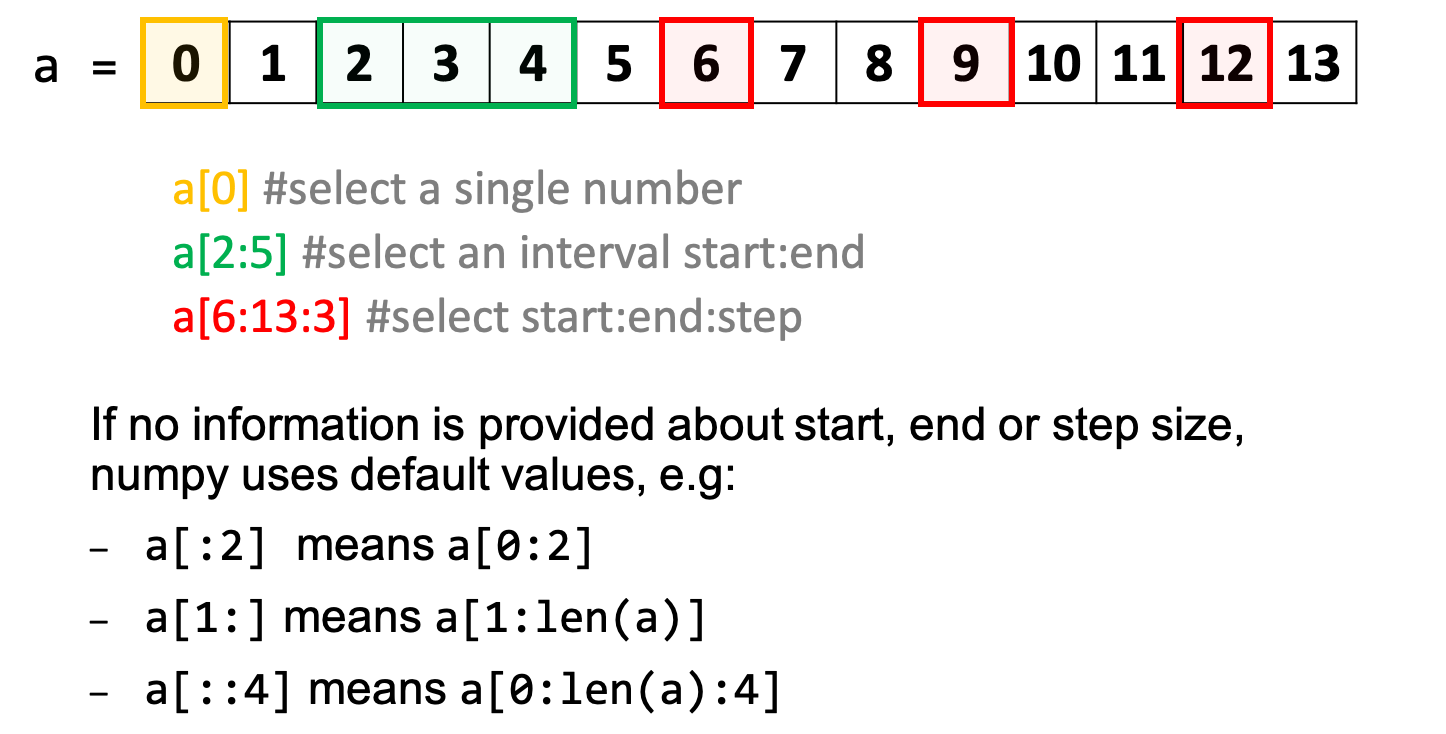 a = 0 1 2 3 4 5 6 7 8 9 10 11 12 13
a[0] #select a single number
a[2:5] #select an interval start:end
a[6:13:3] #select start:end:step
If no information is provided about start, end or step size,
numpy uses default values, e.g:
– a[:2] means a[0:2]
– a[1:] means a[1:len(a)]
– a[::4] means a[0:len(a):4]